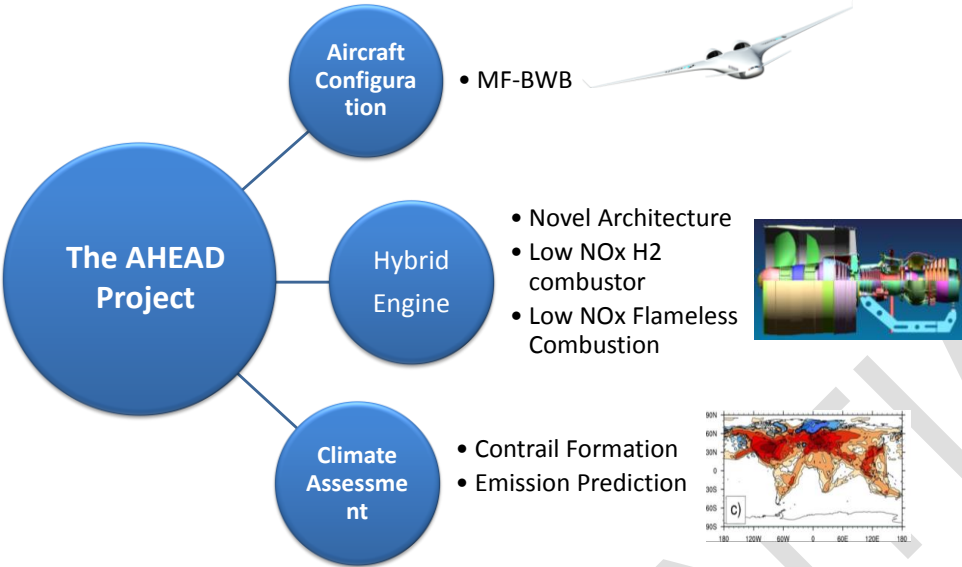 Aircraft
Configura
tion
• MF-BWB
The AHEAD
Project
Hybrid
Engine
• Novel Architecture
• Low NOx H2
combustor
• Low NOx Flameless
Combustion
Climate
Assessme
nt
• Contrail Formation
• Emission Prediction
90N
60N
30N
0
30S
60S
90S
c)
180 120W 60W 0 60E 120E 180